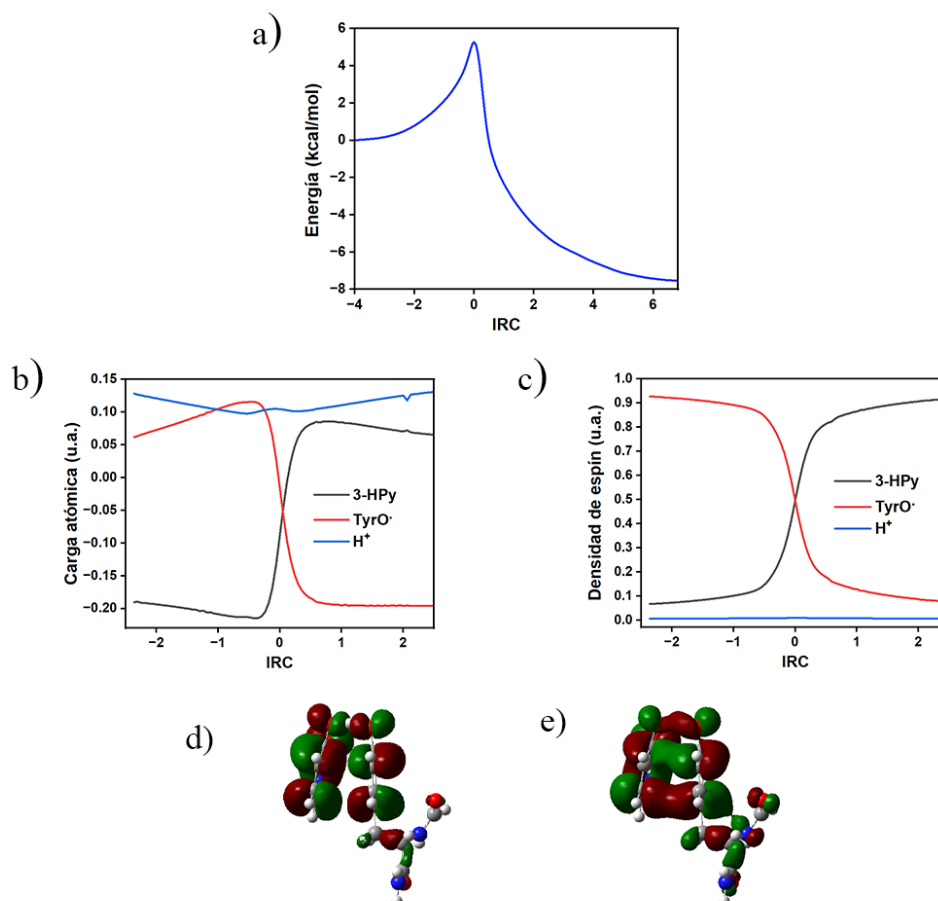 a)
Energía (kcal/mol)
6
4
2
0
−2
−4
−6
−8
−4 −2 0 2 4 6
IRC
b)
Carga atómica (u.a.)
0.15
0.10
0.05
0.00
−0.05
−0.10
−0.15
−0.20
3-HPy
TyrO·
H+
−2 −1 0 1 2
IRC
c)
Densidad de espín (u.a.)
1.0
0.9
0.8
0.7
0.6
0.5
0.4
0.3
0.2
0.1
0.0
3-HPy
TyrO·
H+
−2 −1 0 1 2
IRC
d)
e)